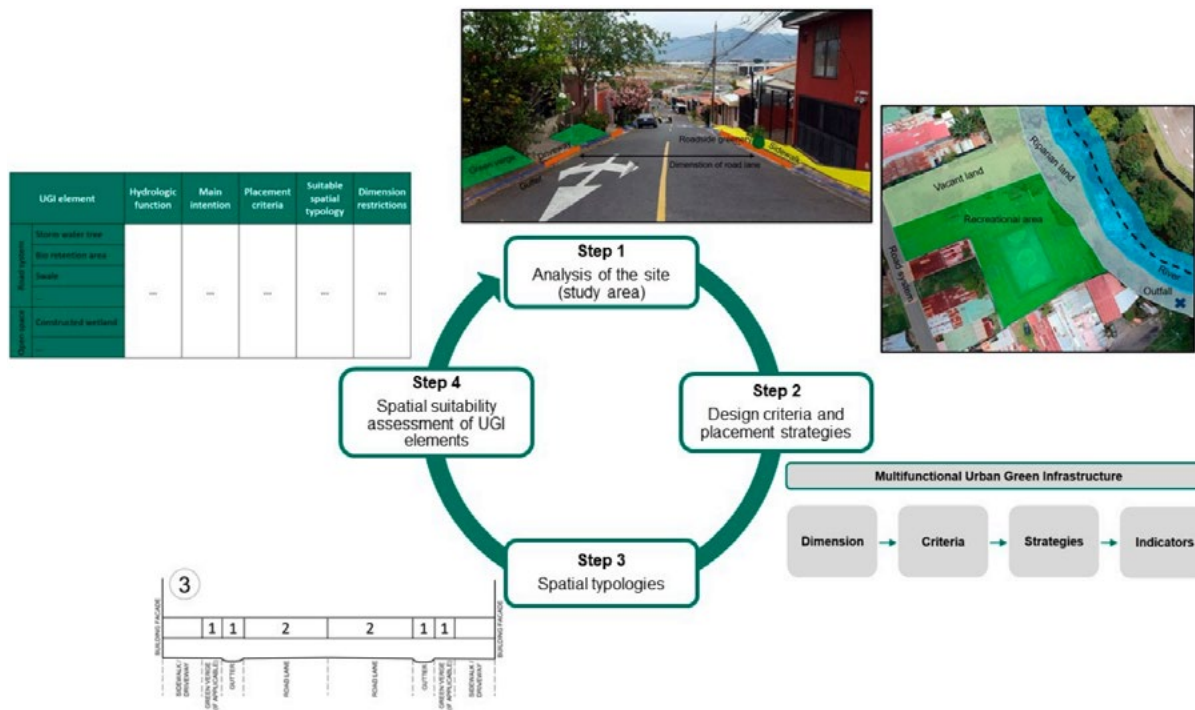 Green verge
Driveway
Gutter
Roadside greenery
Dimension of road lane
Sidewalk
UGI element
Hydrologic
function
Main
intention
Placement
criteria
Suitable
spatial
typology
Dimension
restrictions
Road system
Storm water tree
Bio retention area
Swale
...
...
...
...
...
...
Open space
Constructed wetland
...
Vacant land
Riparian land
Recreational area
Road system
River
Outfall
Step 1
Analysis of the site
(study area)
Step 2
Design criteria and
placement strategies
Step 3
Spatial typologies
Step 4
Spatial suitability
assessment of UGI
elements
Multifunctional Urban Green Infrastructure
Dimension
Criteria
Strategies
Indicators
3
BUILDING FACADE
1 1 2 2 1 1
BUILDING FACADE
SIDEWALK /
DRIVEWAY
GREEN VERGE
(IF APPLICABLE)
GUTTER
ROAD LANE
ROAD LANE
GUTTER
GREEN VERGE
(IF APPLICABLE)
SIDEWALK /
DRIVEWAY